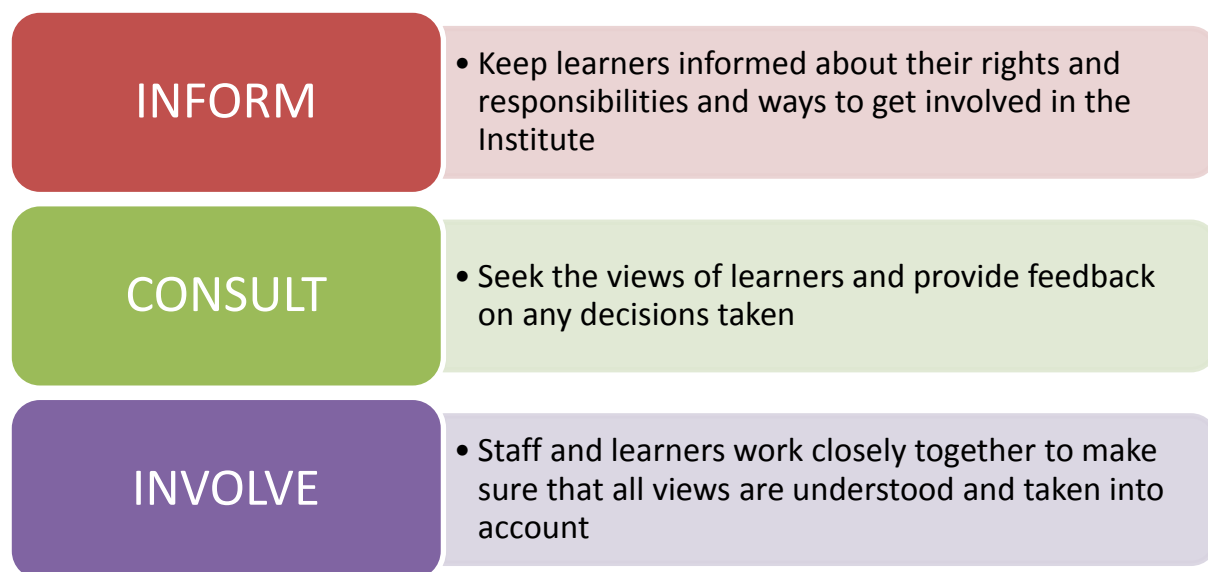 INFORM
• Keep learners informed about their rights and
responsibilities and ways to get involved in the
Institute
CONSULT
• Seek the views of learners and provide feedback
on any decisions taken
INVOLVE
• Staff and learners work closely together to make
sure that all views are understood and taken into
account